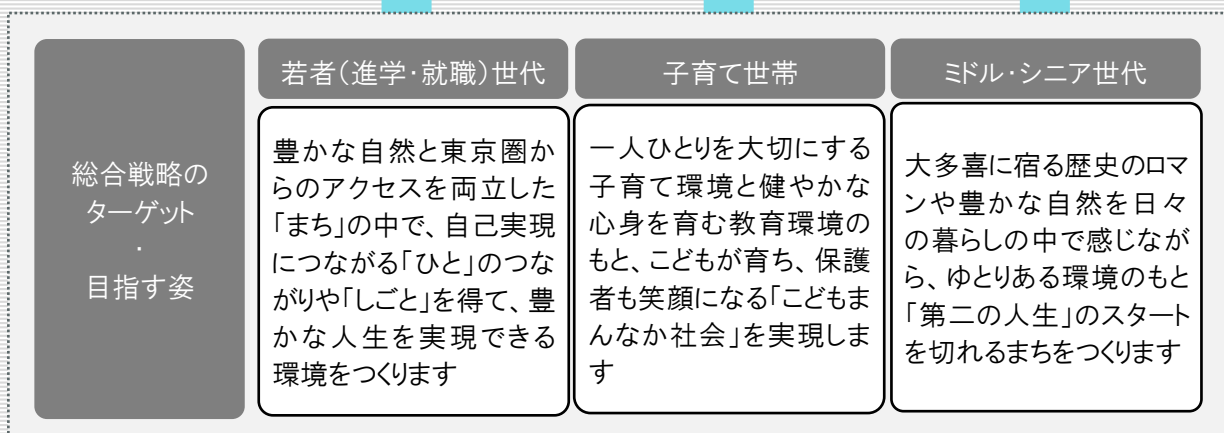 総合戦略の
ターゲット
・
目指す姿
若者(進学・就職)世代
豊かな自然と東京圏か
らのアクセスを両立した
「まち」の中で、自己実現
につながる「ひと」のつな
がりや「しごと」を得て、豊
かな人生を実現できる
環境をつくります
子育て世帯
一人ひとりを大切にする
子育て環境と健やかな
心身を育む教育環境の
もと、こどもが育ち、保護
者も笑顔になる「こどもま
んなか社会」を実現しま
す
ミドル・シニア世代
大多喜に宿る歴史のロマ
ンや豊かな自然を日々
の暮らしの中で感じなが
ら、ゆとりある環境のもと
「第二の人生」のスタート
を切れるまちをつくります